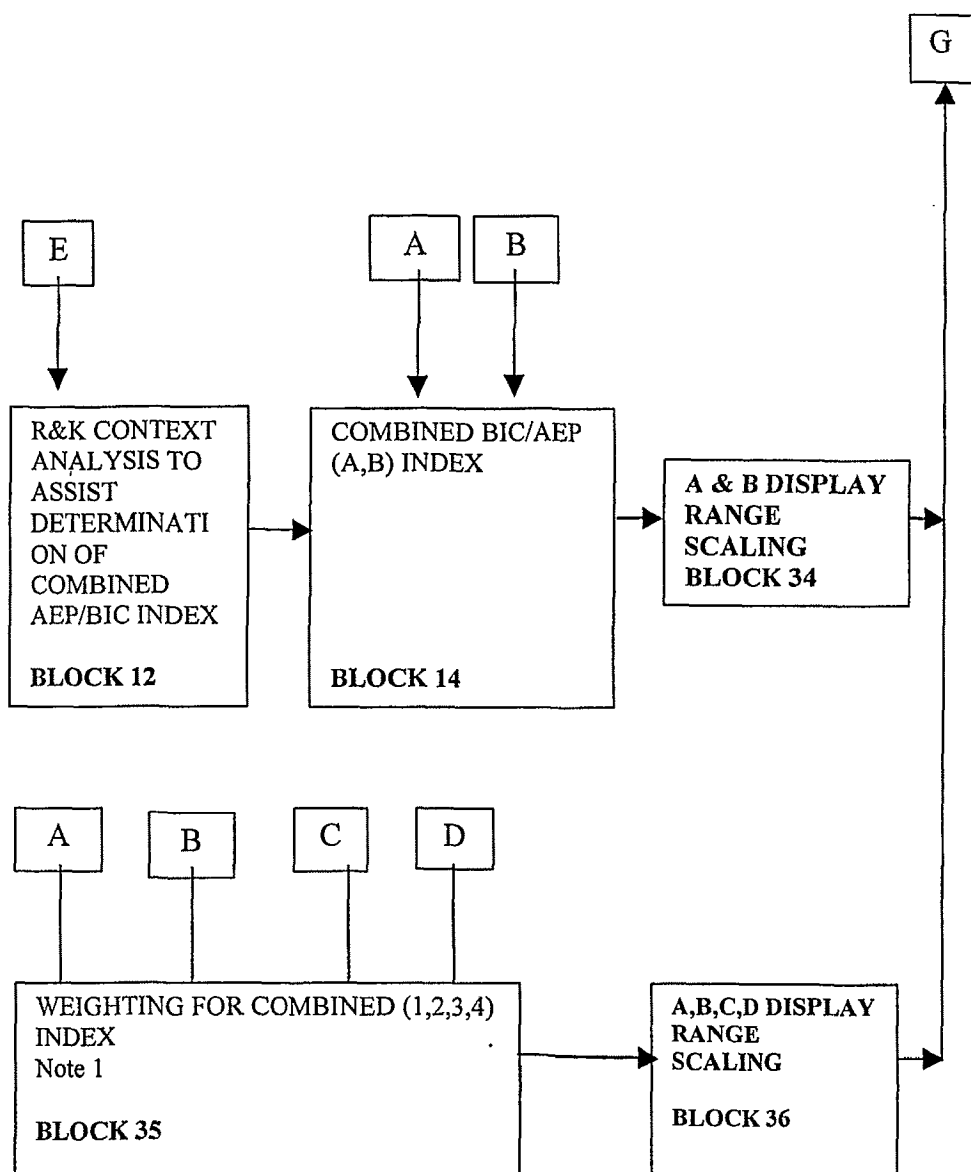 G
E
A
B
R&K CONTEXT
ANALYSIS TO
ASSIST
DETERMINATI
ON OF
COMBINED
AEP/BIC INDEX
BLOCK 12
COMBINED BIC/AEP
(A,B) INDEX
BLOCK 14
A & B DISPLAY
RANGE
SCALING
BLOCK 34
A
B
C
D
WEIGHTING FOR COMBINED (1,2,3,4)
INDEX
Note 1
BLOCK 35
A,B,C,D DISPLAY
RANGE
SCALING
BLOCK 36